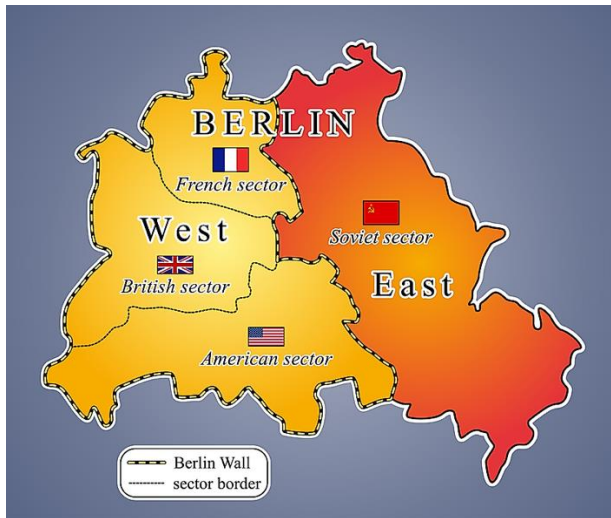 BERLIN
French sector
West
Soviet sector
British sector
East
American sector
Berlin Wall
sector border